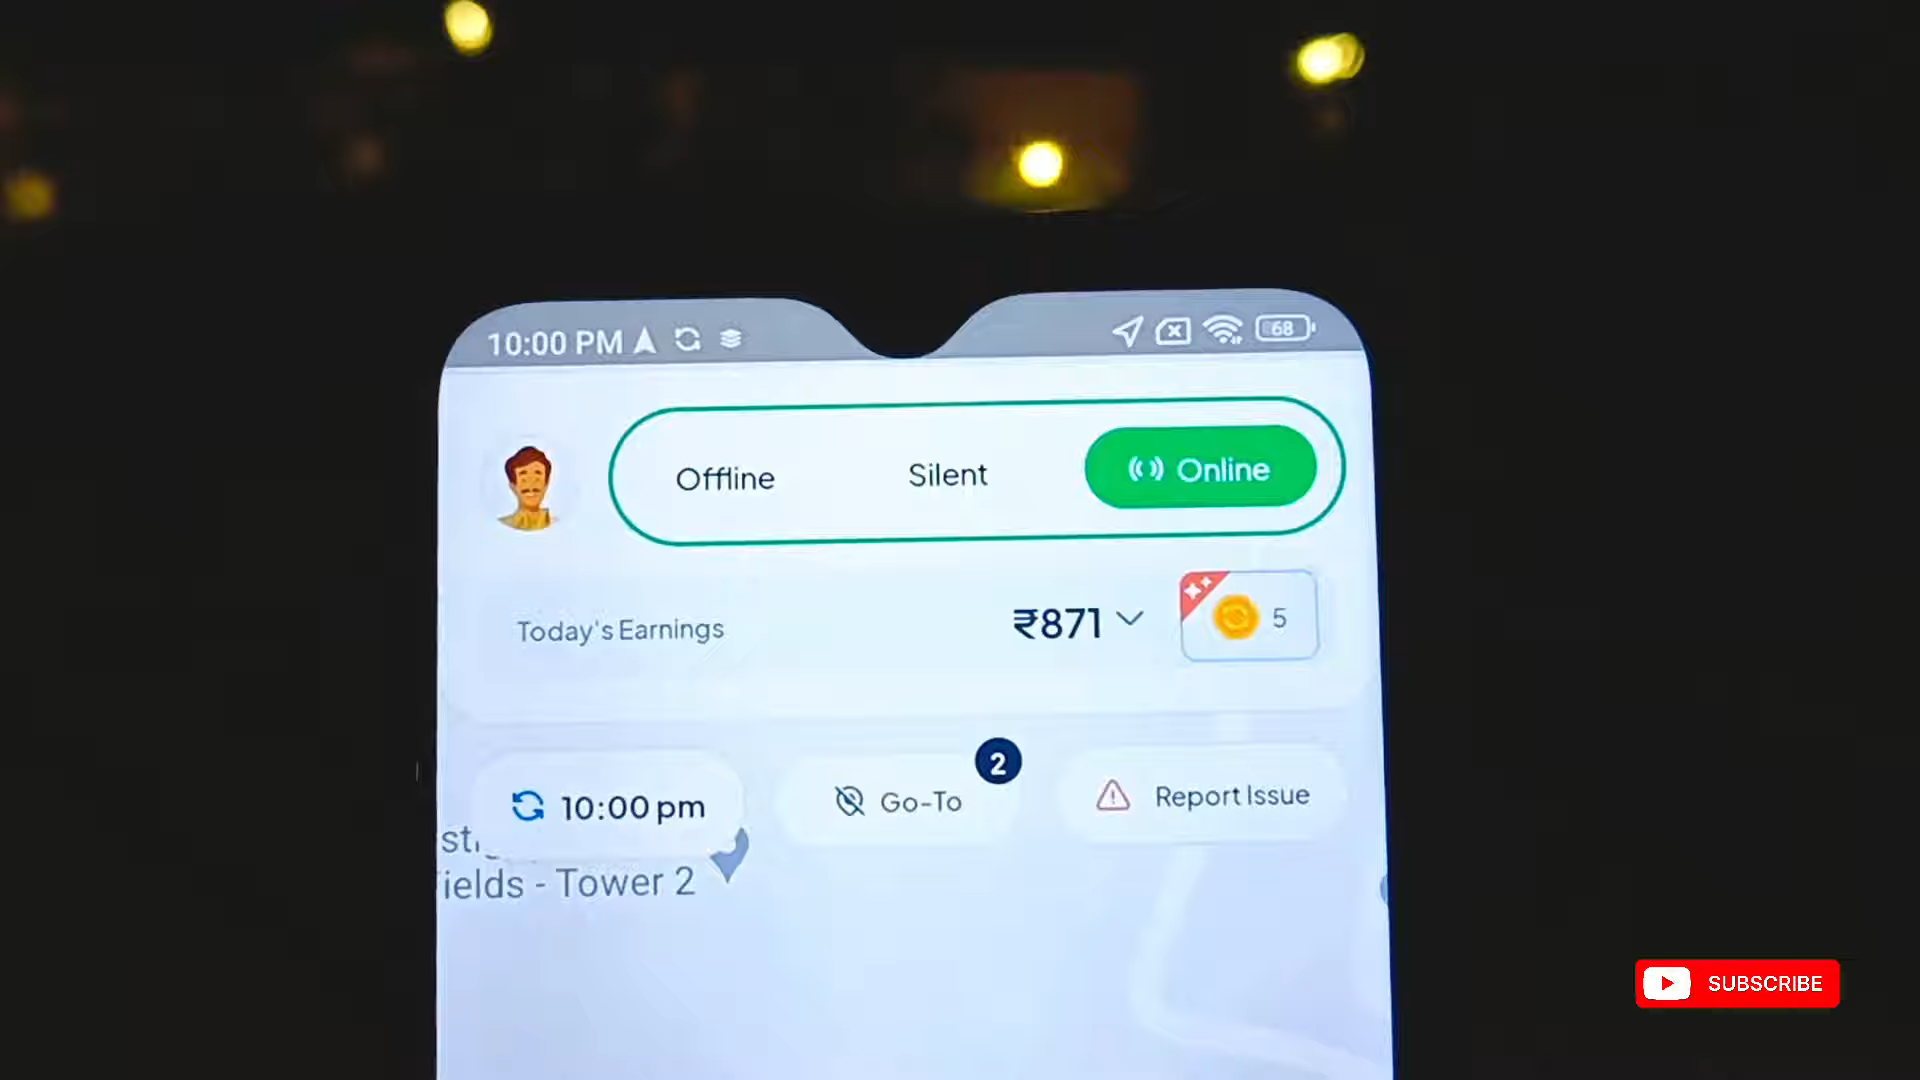 10:00 PM
68
Offline
Silent
Online
Today's Earnings
₹871
5
10:00 pm
Go-To
2
Report Issue
ields - Tower 2
SUBSCRIBE